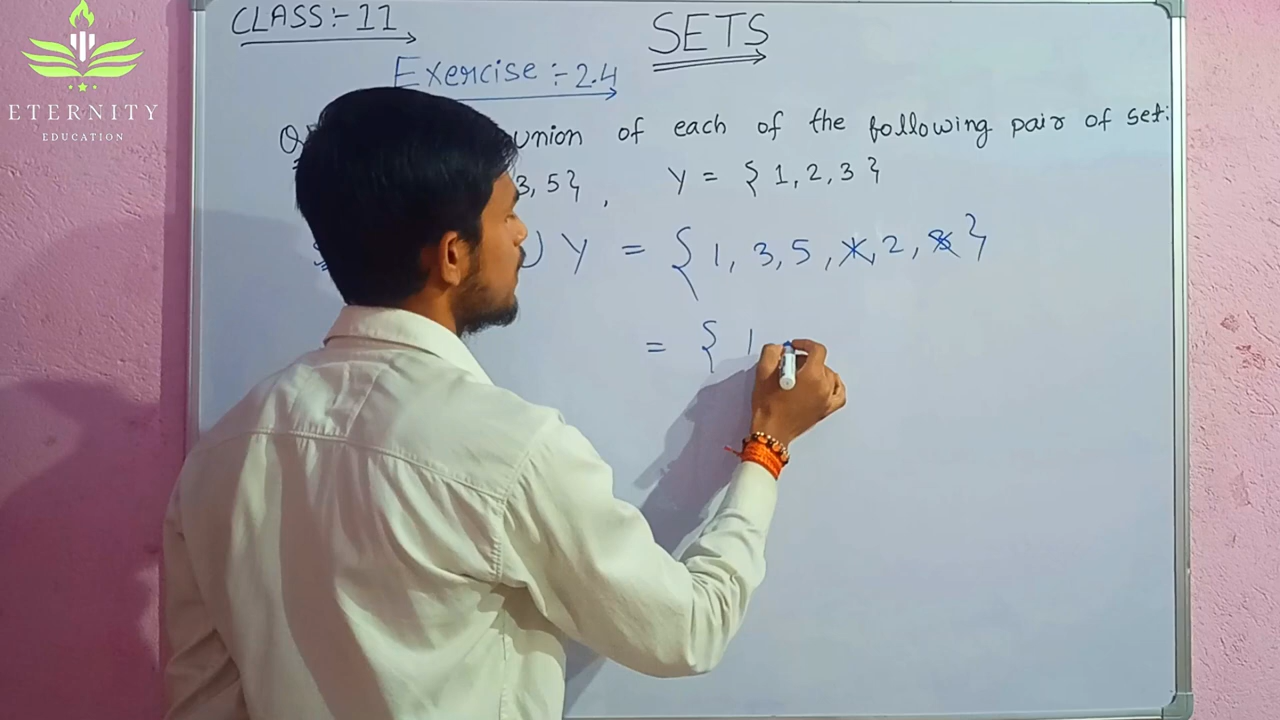 CLASS:- 11
SETS
ETERNITY
EDUCATION
Exercise :- 2.4
union of each of the following pair of set:
3, 5}, Y = { 1, 2, 3 }
∪ Y = { 1, 3, 5, 1, 2, 3 }
= { 1